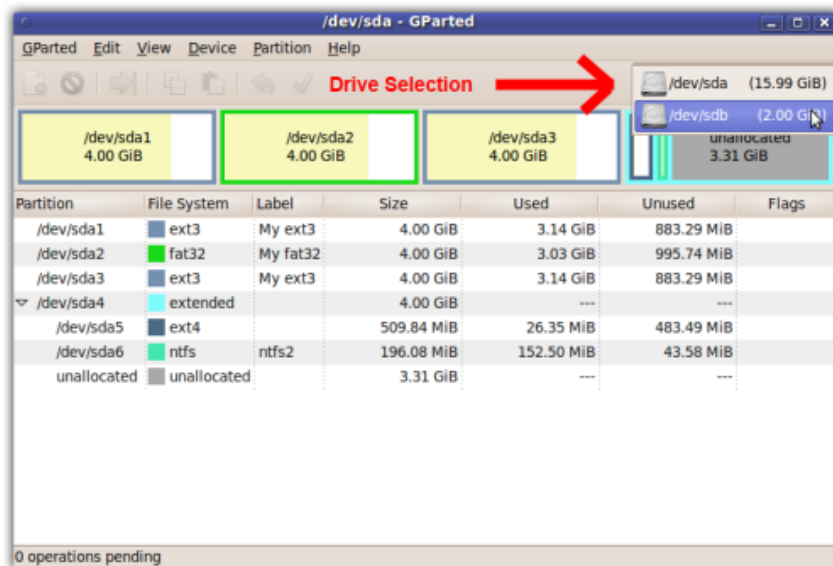 /dev/sda - GParted
GParted Edit View Device Partition Help
Drive Selection
/dev/sda (15.99 GiB)
/dev/sdb (2.00 GiB)
/dev/sda1
4.00 GiB
/dev/sda2
4.00 GiB
/dev/sda3
4.00 GiB
unallocated
3.31 GiB
Partition File System Label Size Used Unused Flags
/dev/sda1 ext3 My ext3 4.00 GiB 3.14 GiB 883.29 MiB
/dev/sda2 fat32 My fat32 4.00 GiB 3.03 GiB 995.74 MiB
/dev/sda3 ext3 My ext3 4.00 GiB 3.14 GiB 883.29 MiB
/dev/sda4 extended 4.00 GiB --- ---
/dev/sda5 ext4 509.84 MiB 26.35 MiB 483.49 MiB
/dev/sda6 ntfs ntfs2 196.08 MiB 152.50 MiB 43.58 MiB
unallocated unallocated 3.31 GiB --- ---
0 operations pending